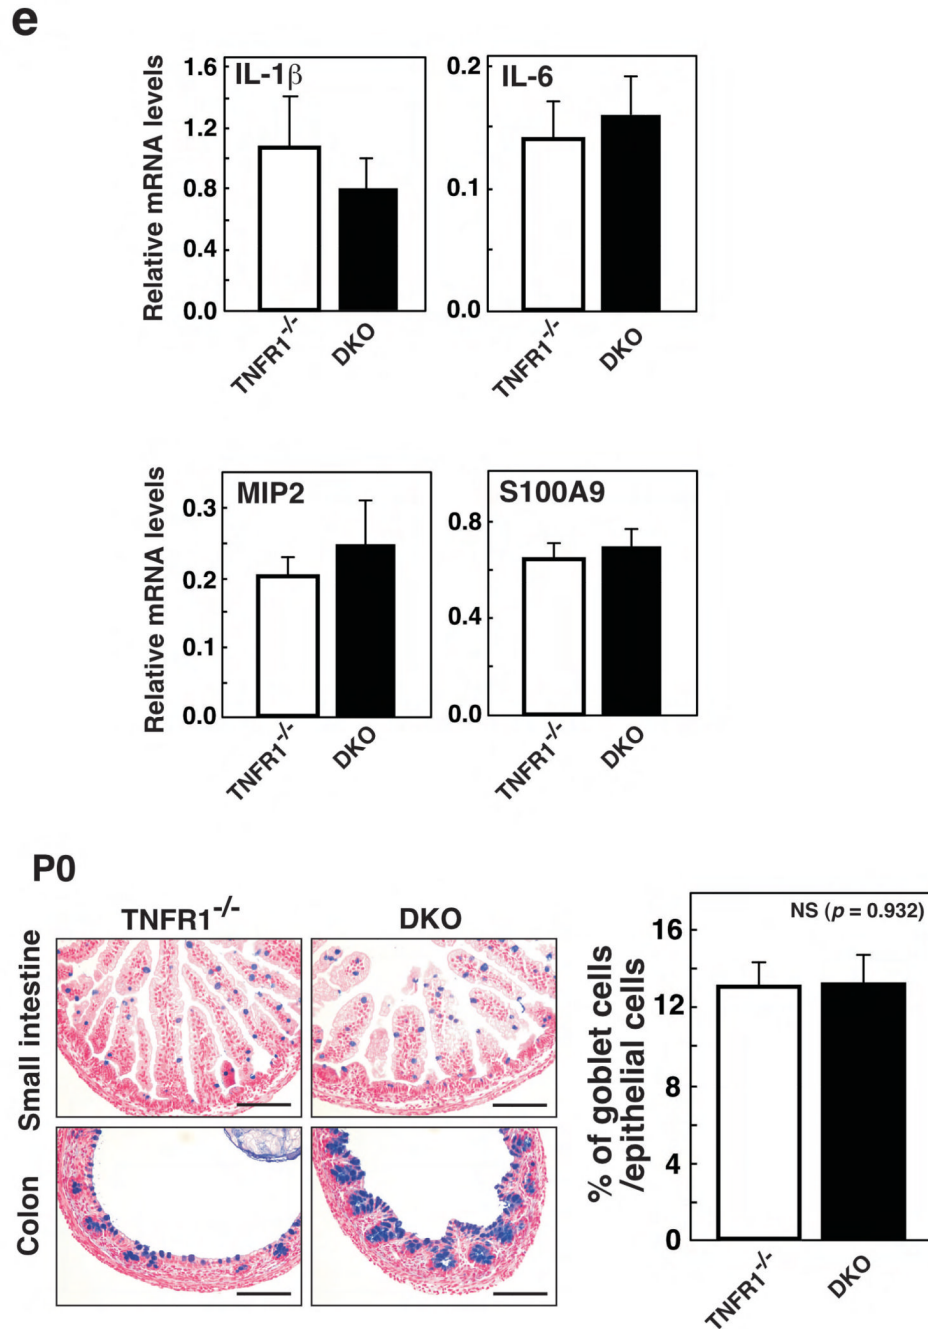 e
Relative mRNA levels
1.6
1.2
0.8
0.4
0.0
IL-1β
TNFR1-/-
DKO
0.2
0.1
0.0
IL-6
TNFR1-/-
DKO
Relative mRNA levels
0.3
0.2
0.1
0.0
MIP2
TNFR1-/-
DKO
0.8
0.4
0.0
S100A9
TNFR1-/-
DKO
P0
TNFR1-/-
DKO
Small intestine
Colon
% of goblet cells
/epithelial cells
16
12
8
4
0
NS (p = 0.932)
TNFR1-/-
DKO